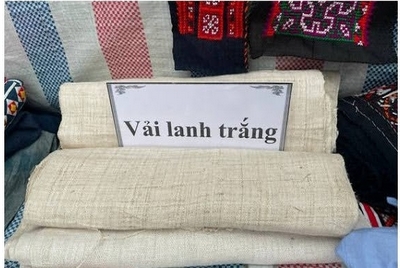 Vải lanh trắng